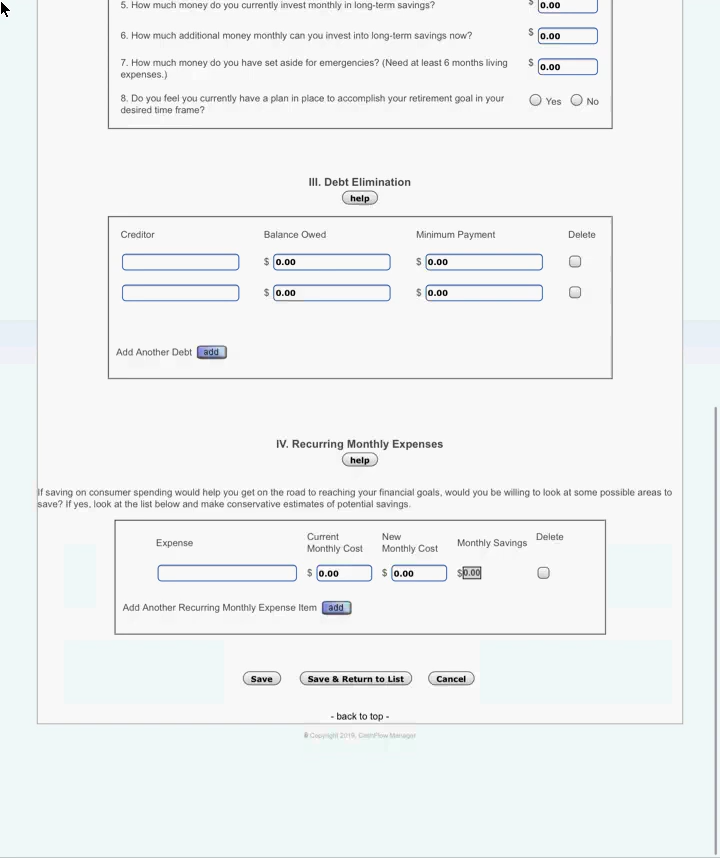 5. How much money do you currently invest monthly in long-term savings? $ 0.00
6. How much additional money monthly can you invest into long-term savings now? $ 0.00
7. How much money do you have set aside for emergencies? (Need at least 6 months living
expenses.) $ 0.00
8. Do you feel you currently have a plan in place to accomplish your retirement goal in your
desired time frame? Yes No
III. Debt Elimination
help
Creditor Balance Owed Minimum Payment Delete
$ 0.00 $ 0.00
$ 0.00 $ 0.00
Add Another Debt add
IV. Recurring Monthly Expenses
help
If saving on consumer spending would help you get on the road to reaching your financial goals, would you be willing to look at some possible areas to
save? If yes, look at the list below and make conservative estimates of potential savings.
Expense Current Monthly Cost New Monthly Cost Monthly Savings Delete
$ 0.00 $ 0.00 $0.00
Add Another Recurring Monthly Expense Item add
Save Save & Return to List Cancel
- back to top -
© Copyright 2019, CashFlow Manager